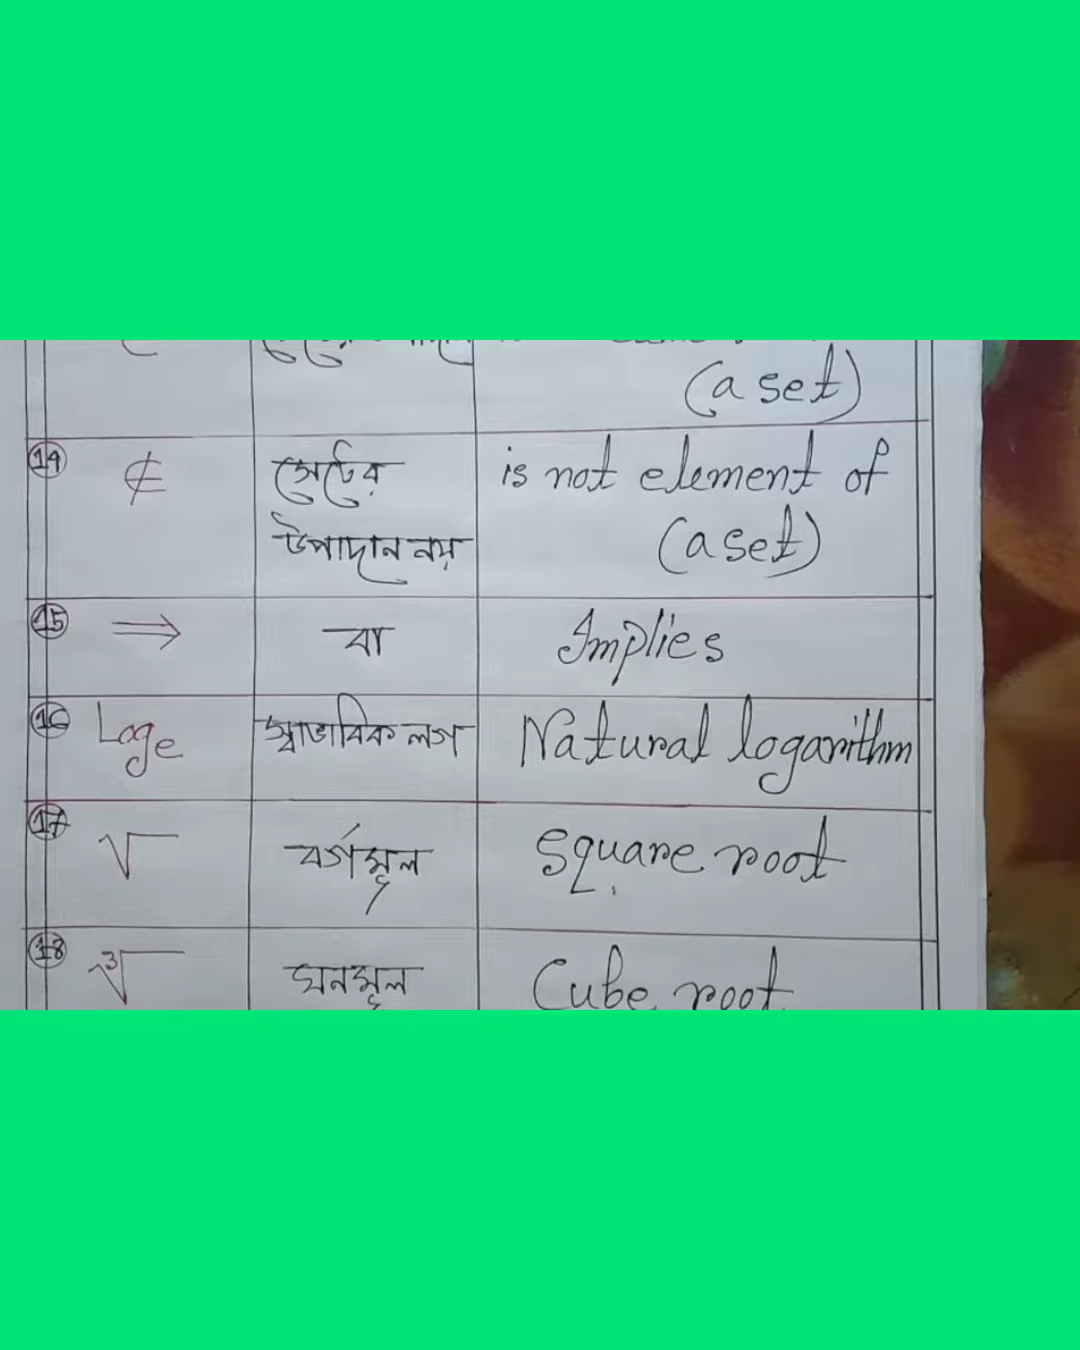 (a set)
14 ∉ সেটের is not element of
উপাদান নয় (a set)
15 ⇒ বা Implies
16 Loge স্বাভাবিক লগ Natural logarithm
17 √ বর্গমূল Square root
18 ∛ ঘনমূল Cube root